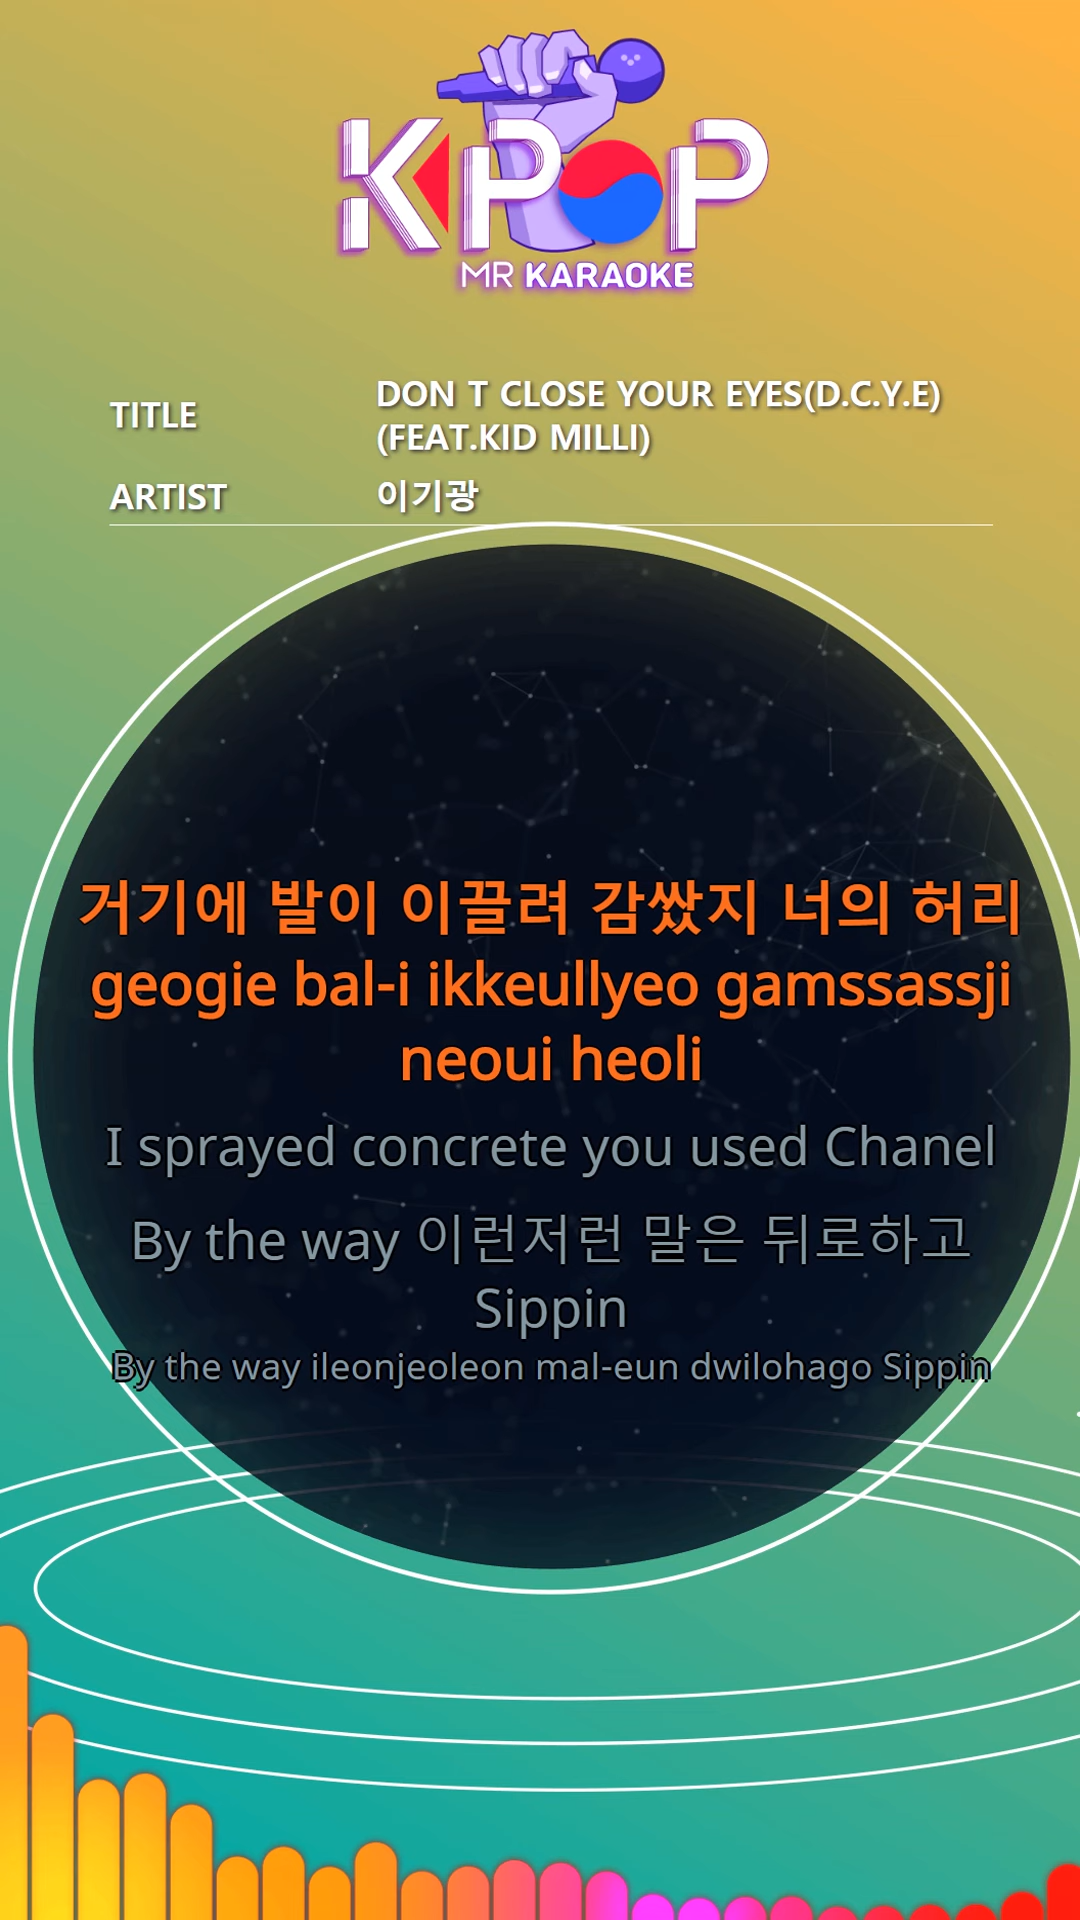 KPOP
MR KARAOKE
TITLE
DON T CLOSE YOUR EYES(D.C.Y.E)
(FEAT.KID MILLI)
ARTIST
이기광
거기에 발이 이끌려 감쌌지 너의 허리
geogie bal-i ikkeullyeo gamssassji
neoui heoli
I sprayed concrete you used Chanel
By the way 이런저런 말은 뒤로하고
Sippin
By the way ileonjeoleon mal-eun dwilohago Sippin